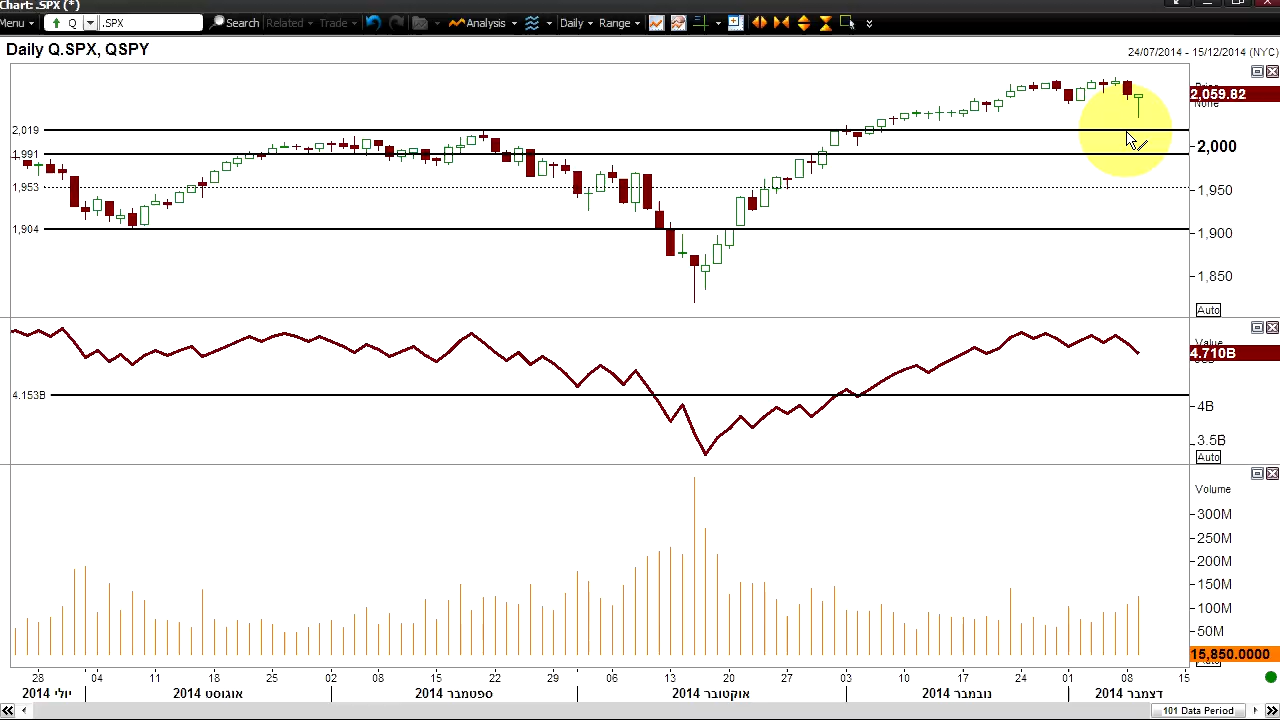 Chart: .SPX (*)
Menu Q .SPX Search Related Trade Analysis Daily Range
Daily Q.SPX, QSPY
24/07/2014 - 15/12/2014 (NYC)
2,059.82
None
2,019
2,000
1,991
1,953
1,950
1,904
1,900
1,850
Auto
Value
4.710B
4.153B
4B
3.5B
Auto
Volume
300M
250M
200M
150M
100M
50M
15,850.0000
28 04 11 18 25 02 08 15 22 29 06 13 20 27 03 10 17 24 01 08 15
יולי 2014 אוגוסט 2014 ספטמבר 2014 אוקטובר 2014 נובמבר 2014 דצמבר 2014
101 Data Period